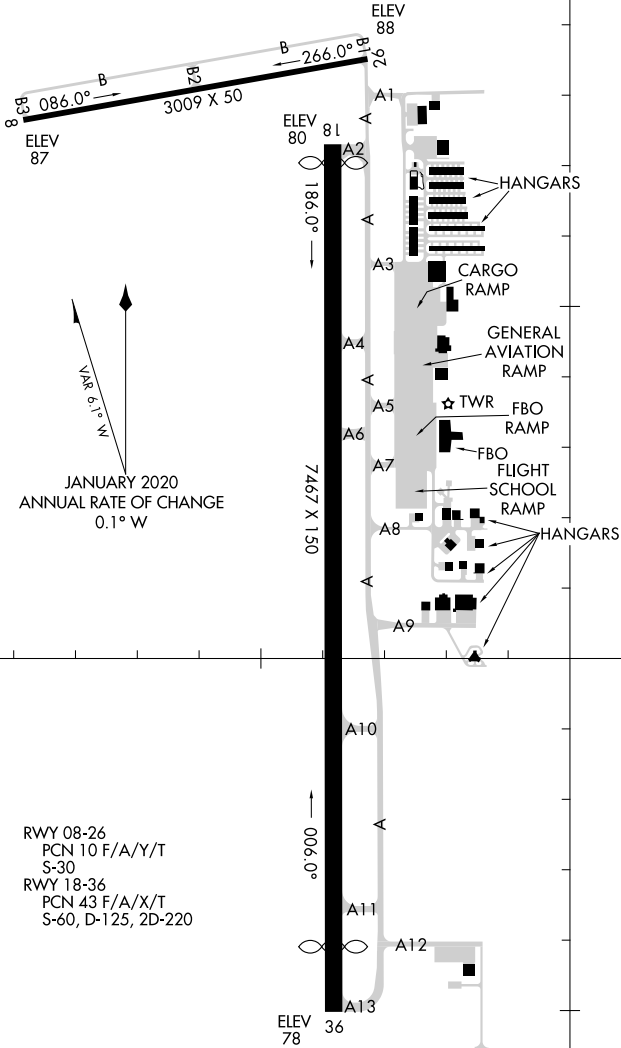 ELEV
88
B1
26
266.0°
B
B
B2
B3
086.0°
8
3009 X 50
ELEV
87
A1
A
ELEV
80
18
A2
HANGARS
186.0°
A
A3
CARGO
RAMP
A4
GENERAL
AVIATION
RAMP
A
A5
TWR
FBO
RAMP
A6
FBO
A7
FLIGHT
SCHOOL
RAMP
VAR 6.1° W
JANUARY 2020
ANNUAL RATE OF CHANGE
0.1° W
7467 X 150
A8
HANGARS
A
A9
A10
006.0°
A
RWY 08-26
PCN 10 F/A/Y/T
S-30
RWY 18-36
PCN 43 F/A/X/T
S-60, D-125, 2D-220
A11
A12
A13
ELEV
78
36